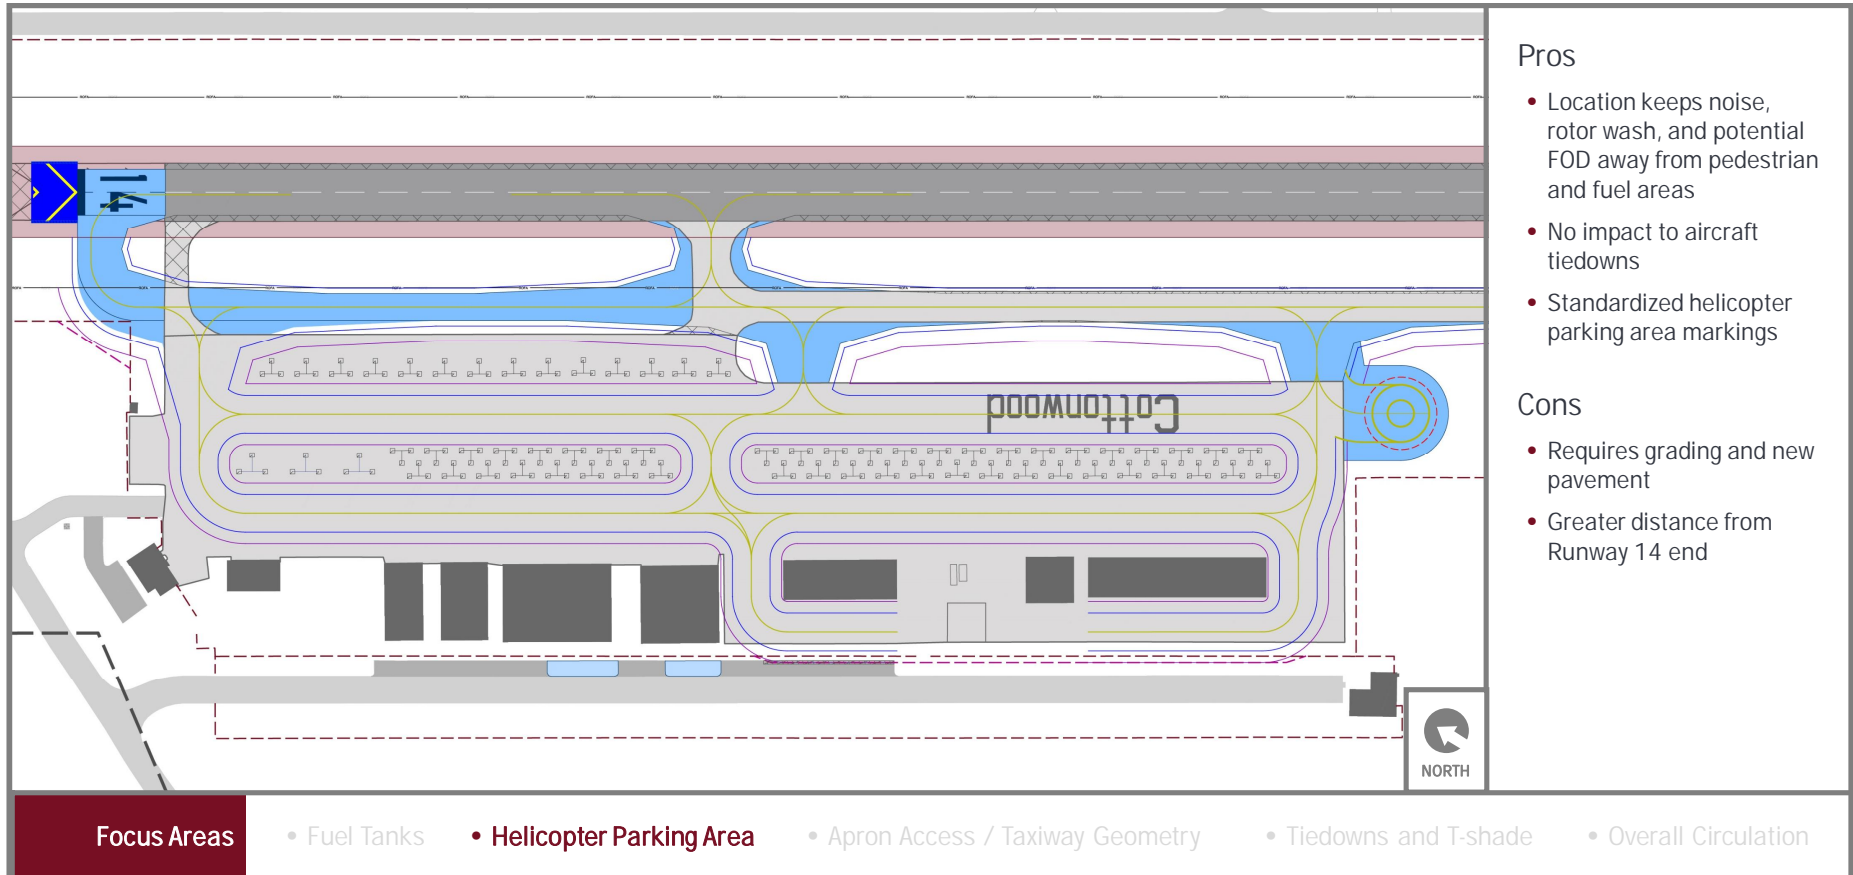 Pros
• Location keeps noise,
rotor wash, and potential
FOD away from pedestrian
and fuel areas
• No impact to aircraft
tiedowns
• Standardized helicopter
parking area markings
Cons
• Requires grading and new
pavement
• Greater distance from
Runway 14 end
14
Cottonwood
NORTH
Focus Areas
• Fuel Tanks
• Helicopter Parking Area
• Apron Access / Taxiway Geometry
• Tiedowns and T-shade
• Overall Circulation